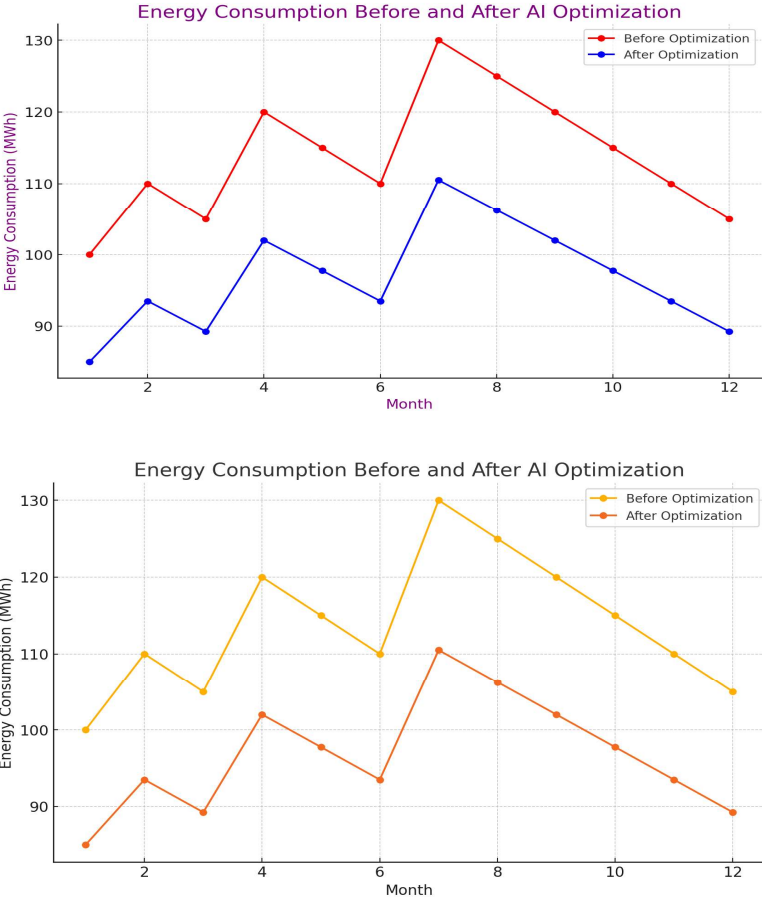 Energy Consumption Before and After AI Optimization
Before Optimization
After Optimization
Energy Consumption (MWh)
130
120
110
100
90
2 4 6 8 10 12
Month
Energy Consumption Before and After AI Optimization
Before Optimization
After Optimization
Energy Consumption (MWh)
130
120
110
100
90
2 4 6 8 10 12
Month